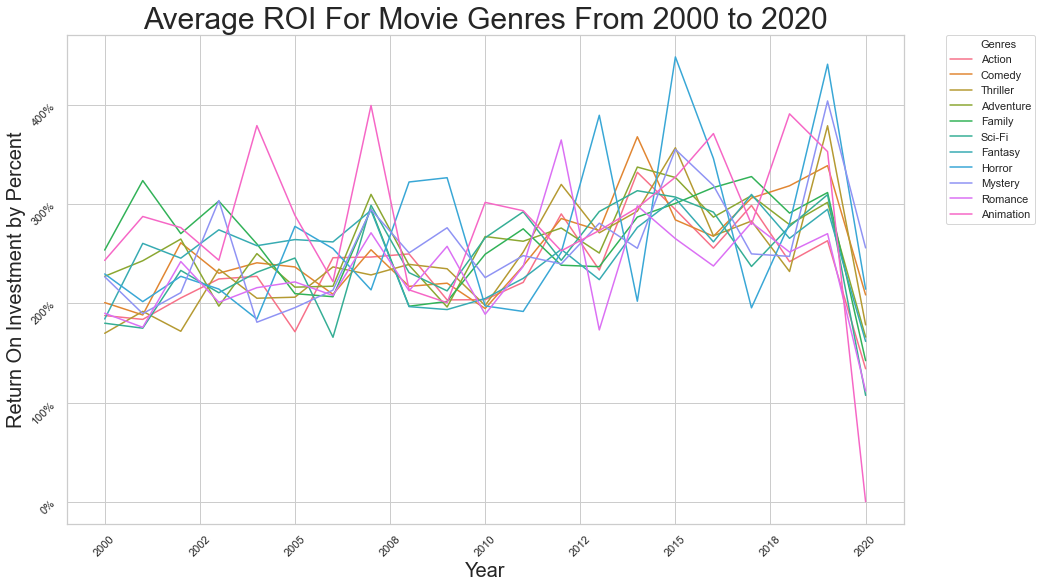 Average ROI For Movie Genres From 2000 to 2020
Genres
Action
Comedy
Thriller
Adventure
Family
Sci-Fi
Fantasy
Horror
Mystery
Romance
Animation
Return On Investment by Percent
400%
300%
200%
100%
0%
2000
2002
2005
2008
2010
2012
2015
2018
2020
Year